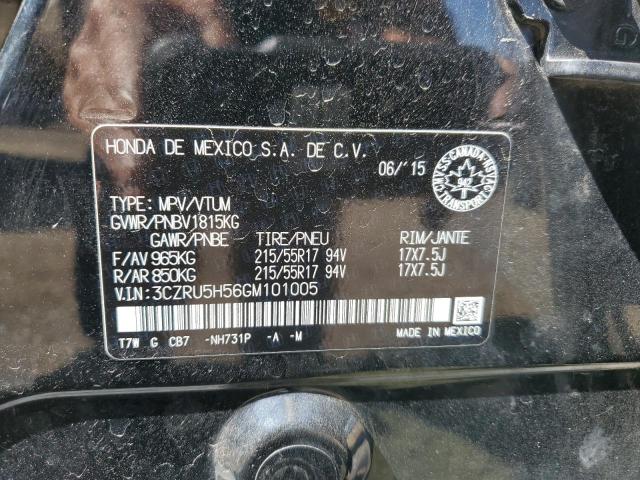 HONDA DE MEXICO S.A. DE C.V.
06/'15
TYPE: MPV/VTUM
GVWR/PNBV1815KG
GAWR/PNBE TIRE/PNEU RIM/JANTE
F/AV 965KG 215/55R17 94V 17X7.5J
R/AR 850KG 215/55R17 94V 17X7.5J
V.IN: 3CZRU5H56GM101005
T7W G CB7 -NH731P -A -M MADE IN MEXICO